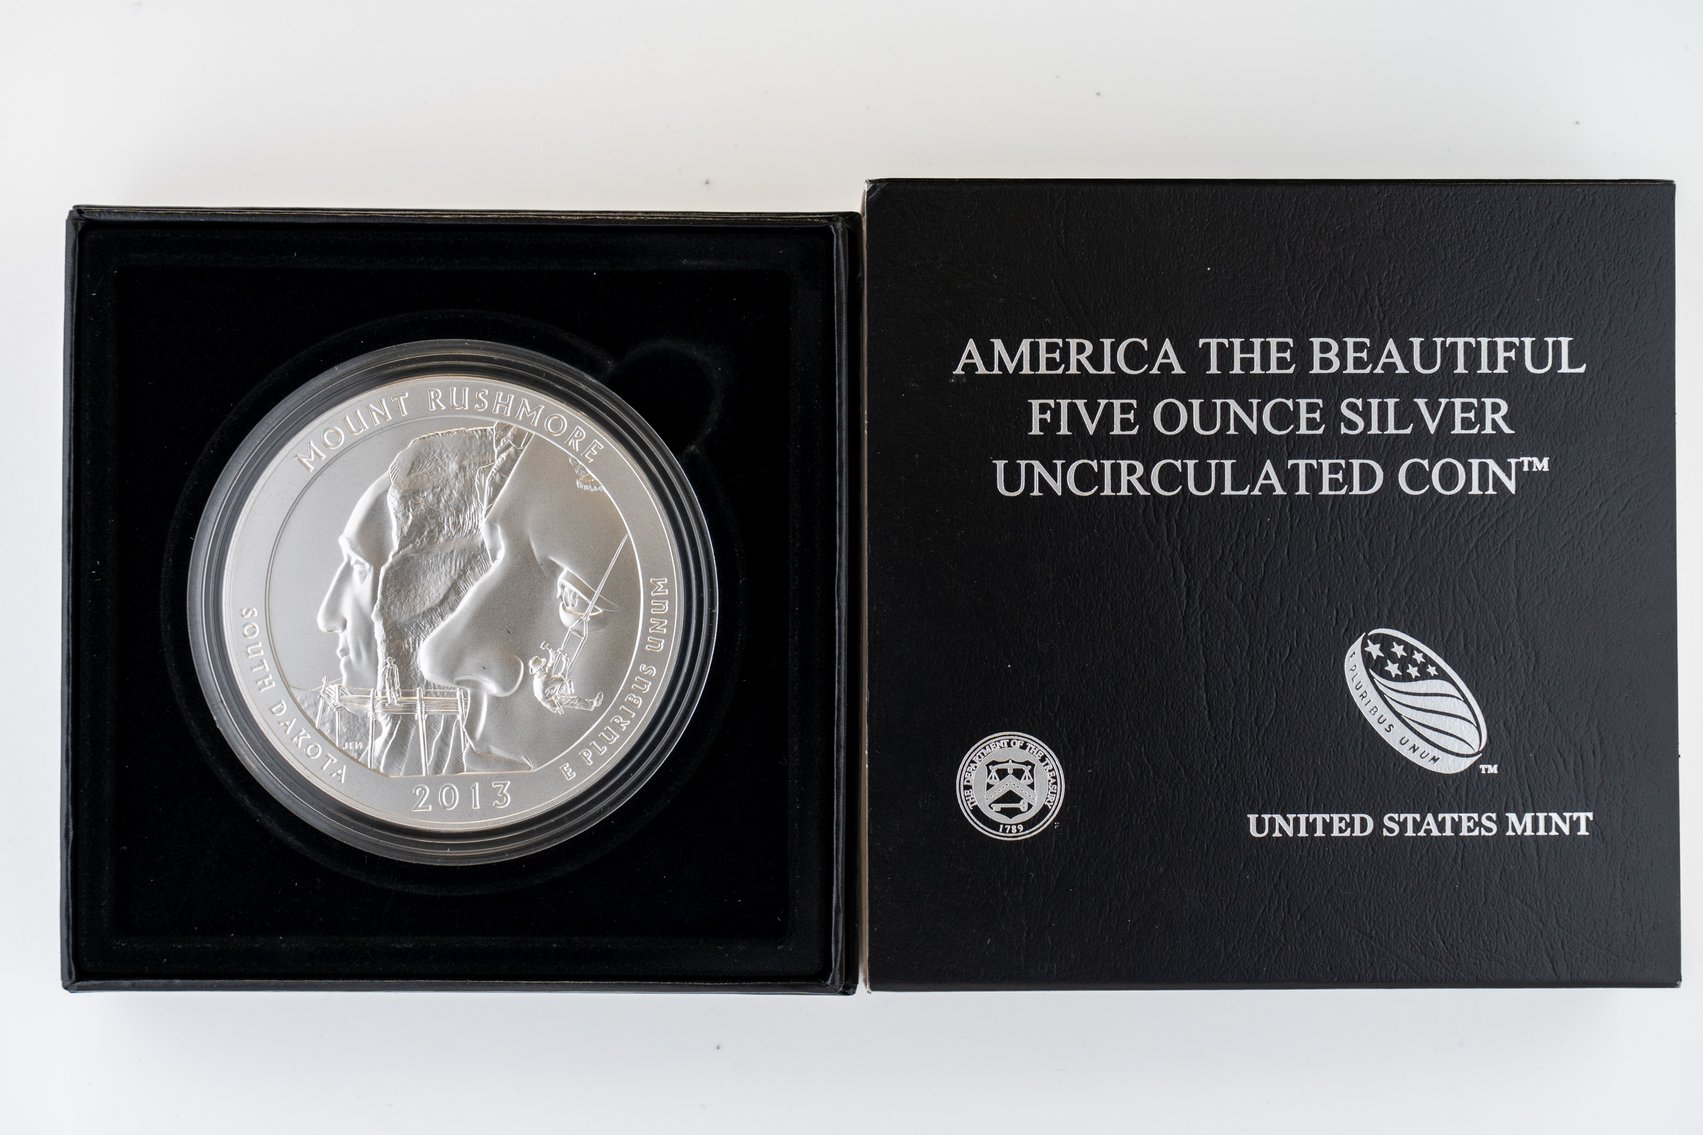 MOUNT RUSHMORE
SOUTH DAKOTA
2013
E PLURIBUS UNUM
JFM
AMERICA THE BEAUTIFUL
FIVE OUNCE SILVER
UNCIRCULATED COIN™
E PLURIBUS UNUM
TM
THE DEPARTMENT OF THE TREASURY
1789
UNITED STATES MINT